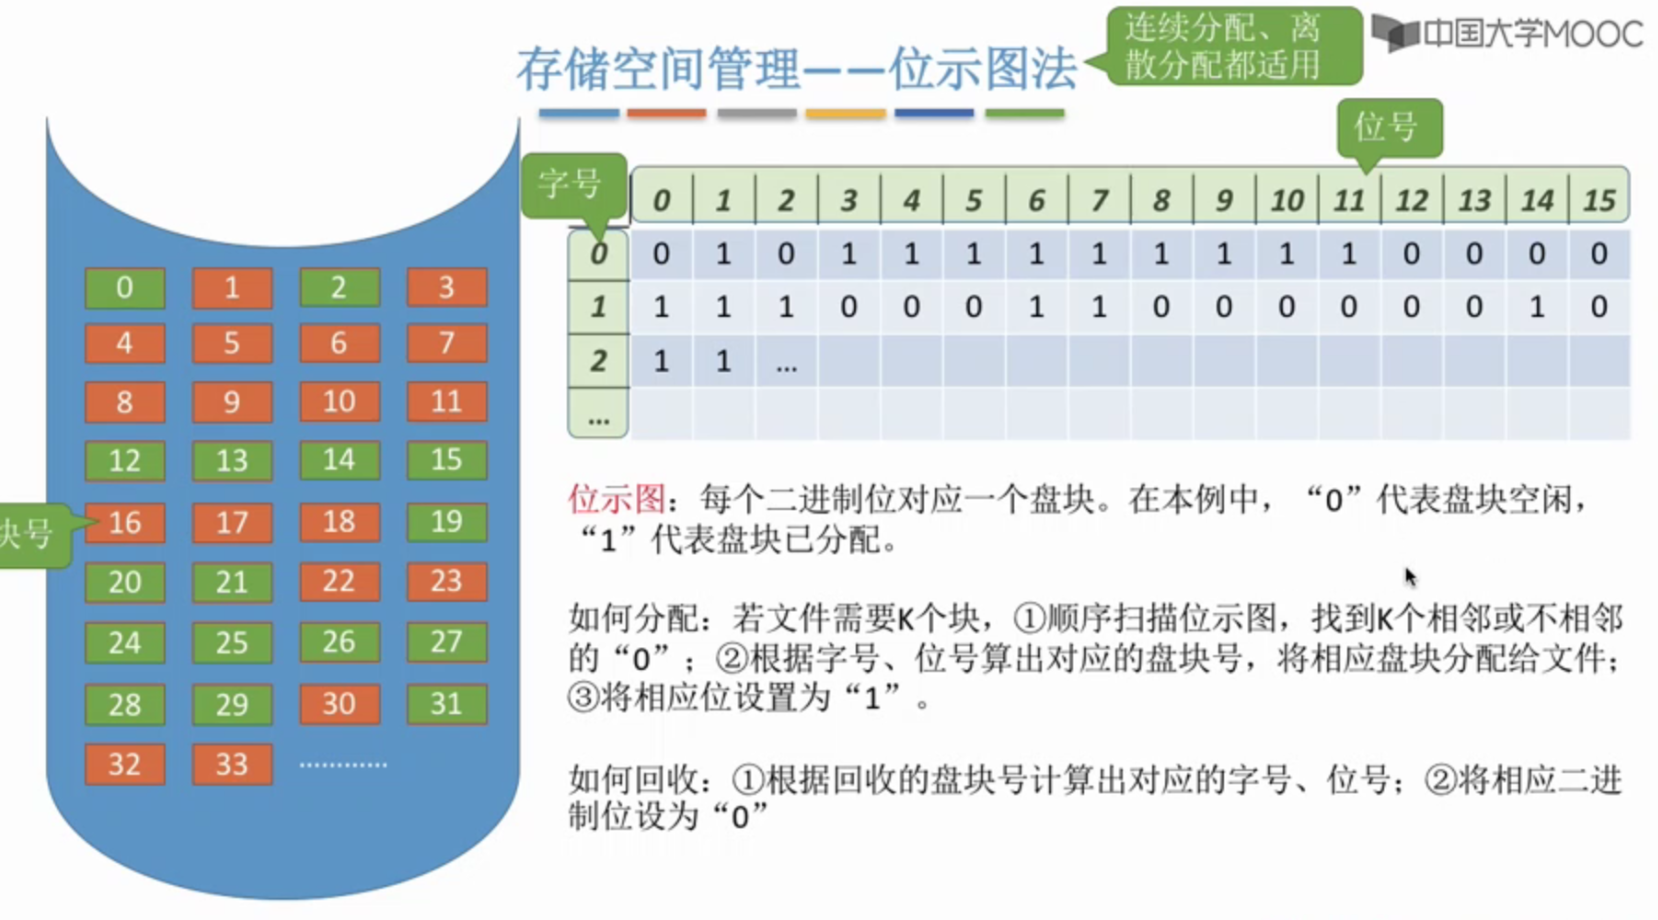 连续分配、离
散分配都适用
中国大学MOOC
存储空间管理——位示图法
位号
字号
0 1 2 3 4 5 6 7 8 9 10 11 12 13 14 15
0 0 1 0 1 1 1 1 1 1 1 1 1 0 0 0 0
1 1 1 1 0 0 0 1 1 0 0 0 0 0 0 1 0
2 1 1 ...
...
0 1 2 3
4 5 6 7
8 9 10 11
12 13 14 15
块号
16 17 18 19
20 21 22 23
24 25 26 27
28 29 30 31
32 33 …………
位示图：每个二进制位对应一个盘块。在本例中，“0”代表盘块空闲，
“1”代表盘块已分配。
如何分配：若文件需要K个块，①顺序扫描位示图，找到K个相邻或不相邻
的“0”；②根据字号、位号算出对应的盘块号，将相应盘块分配给文件；
③将相应位设置为“1”。
如何回收：①根据回收的盘块号计算出对应的字号、位号；②将相应二进
制位设为“0”